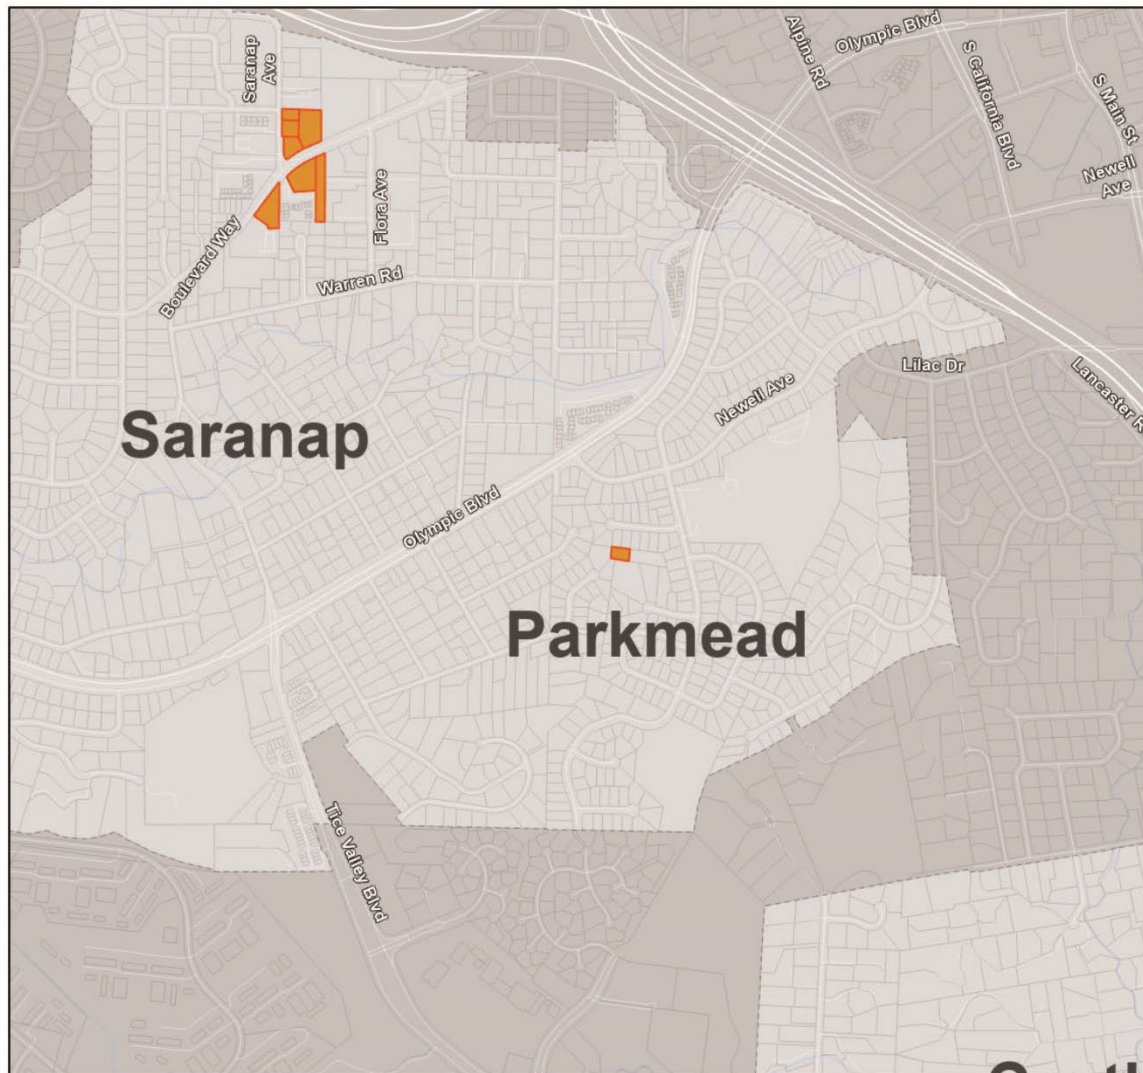 Saranap
Ave
Alpine Rd
Olympic Blvd
S California Blvd
S Main St
Newell
Ave
Flora Ave
Boulevard Way
Warren Rd
Lilac Dr
Lancaster R
Newell Ave
Saranap
Olympic Blvd
Parkmead
Tice Valley Blvd